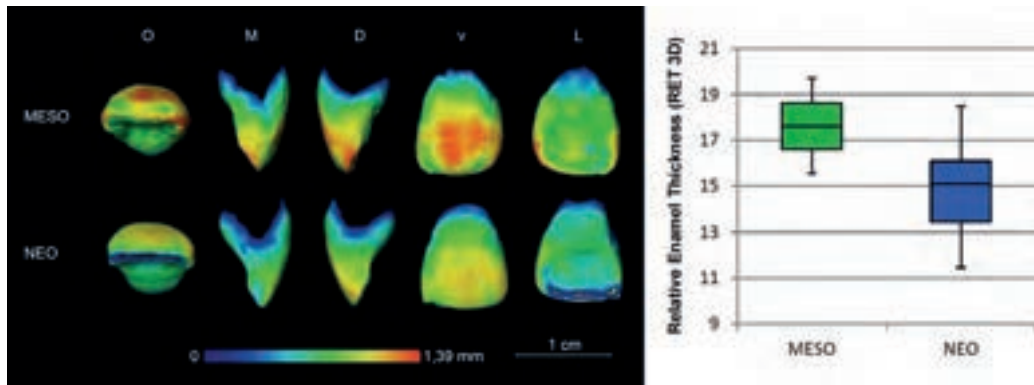 O M D v L
MESO
NEO
0 1,39 mm
1 cm
Relative Enamel Thickness (RET 3D)
21
19
17
15
13
11
9
MESO NEO